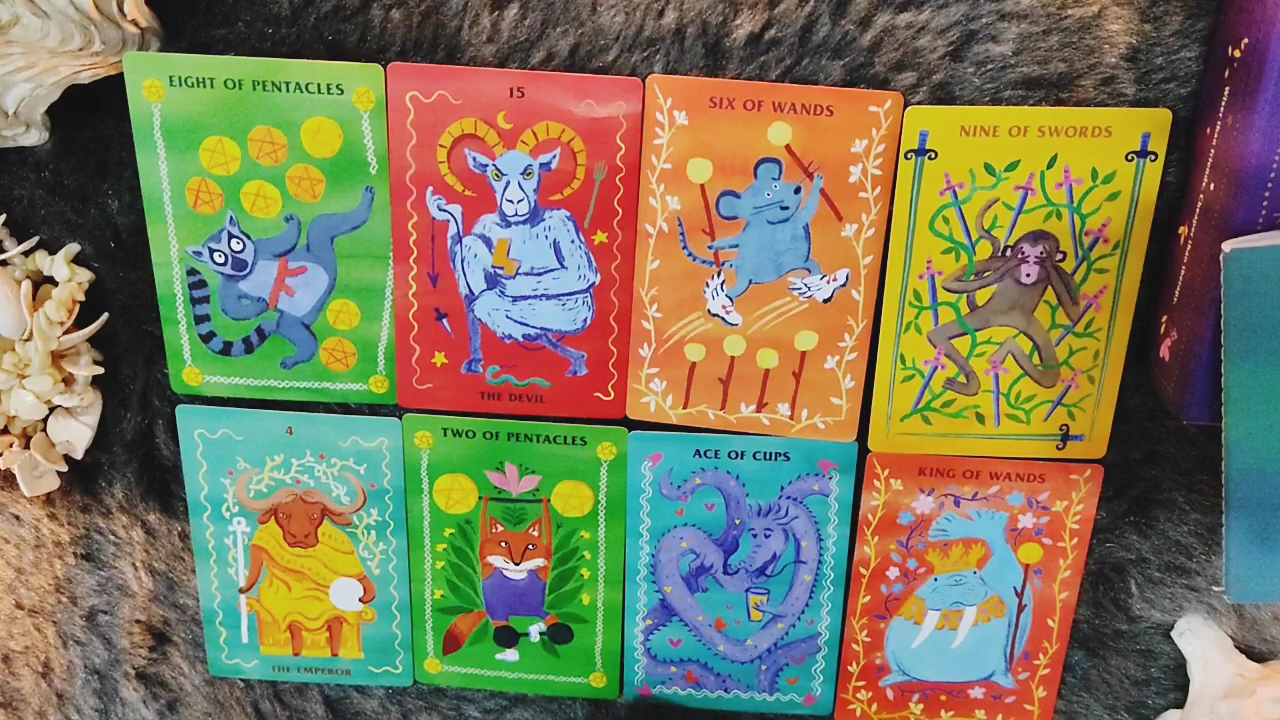 EIGHT OF PENTACLES
15
THE DEVIL
SIX OF WANDS
NINE OF SWORDS
4
THE EMPEROR
TWO OF PENTACLES
ACE OF CUPS
KING OF WANDS